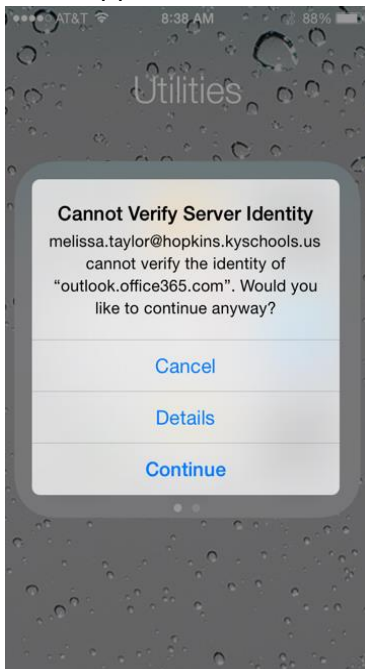 AT&T 8:38 AM 88%
Utilities
Cannot Verify Server Identity
melissa.taylor@hopkins.kyschools.us
cannot verify the identity of
“outlook.office365.com”. Would you
like to continue anyway?
Cancel
Details
Continue